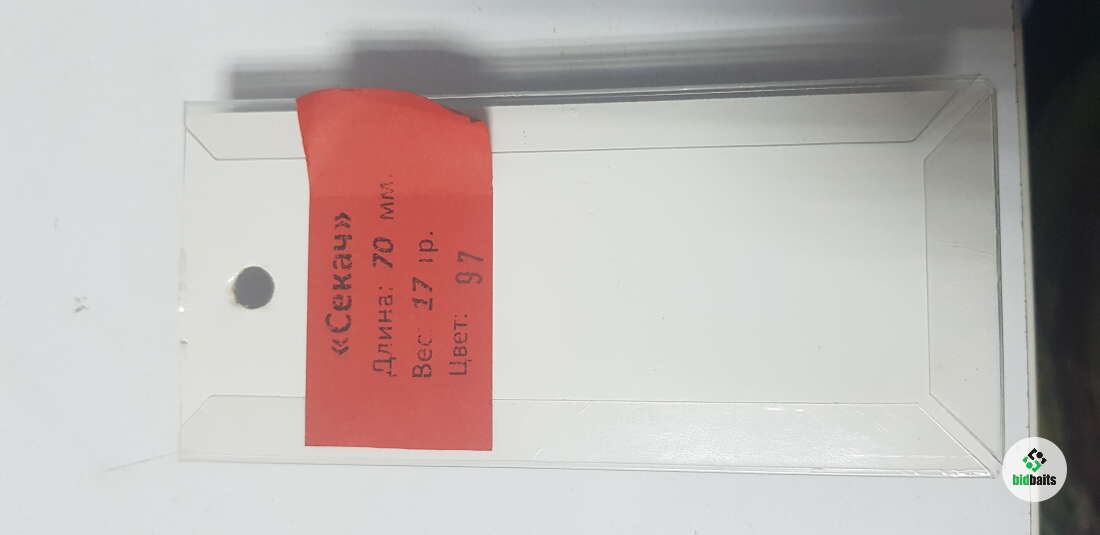 «Секач»
Длина: 70 мм.
Вес: 17 гр.
Цвет: 97
bidbaits